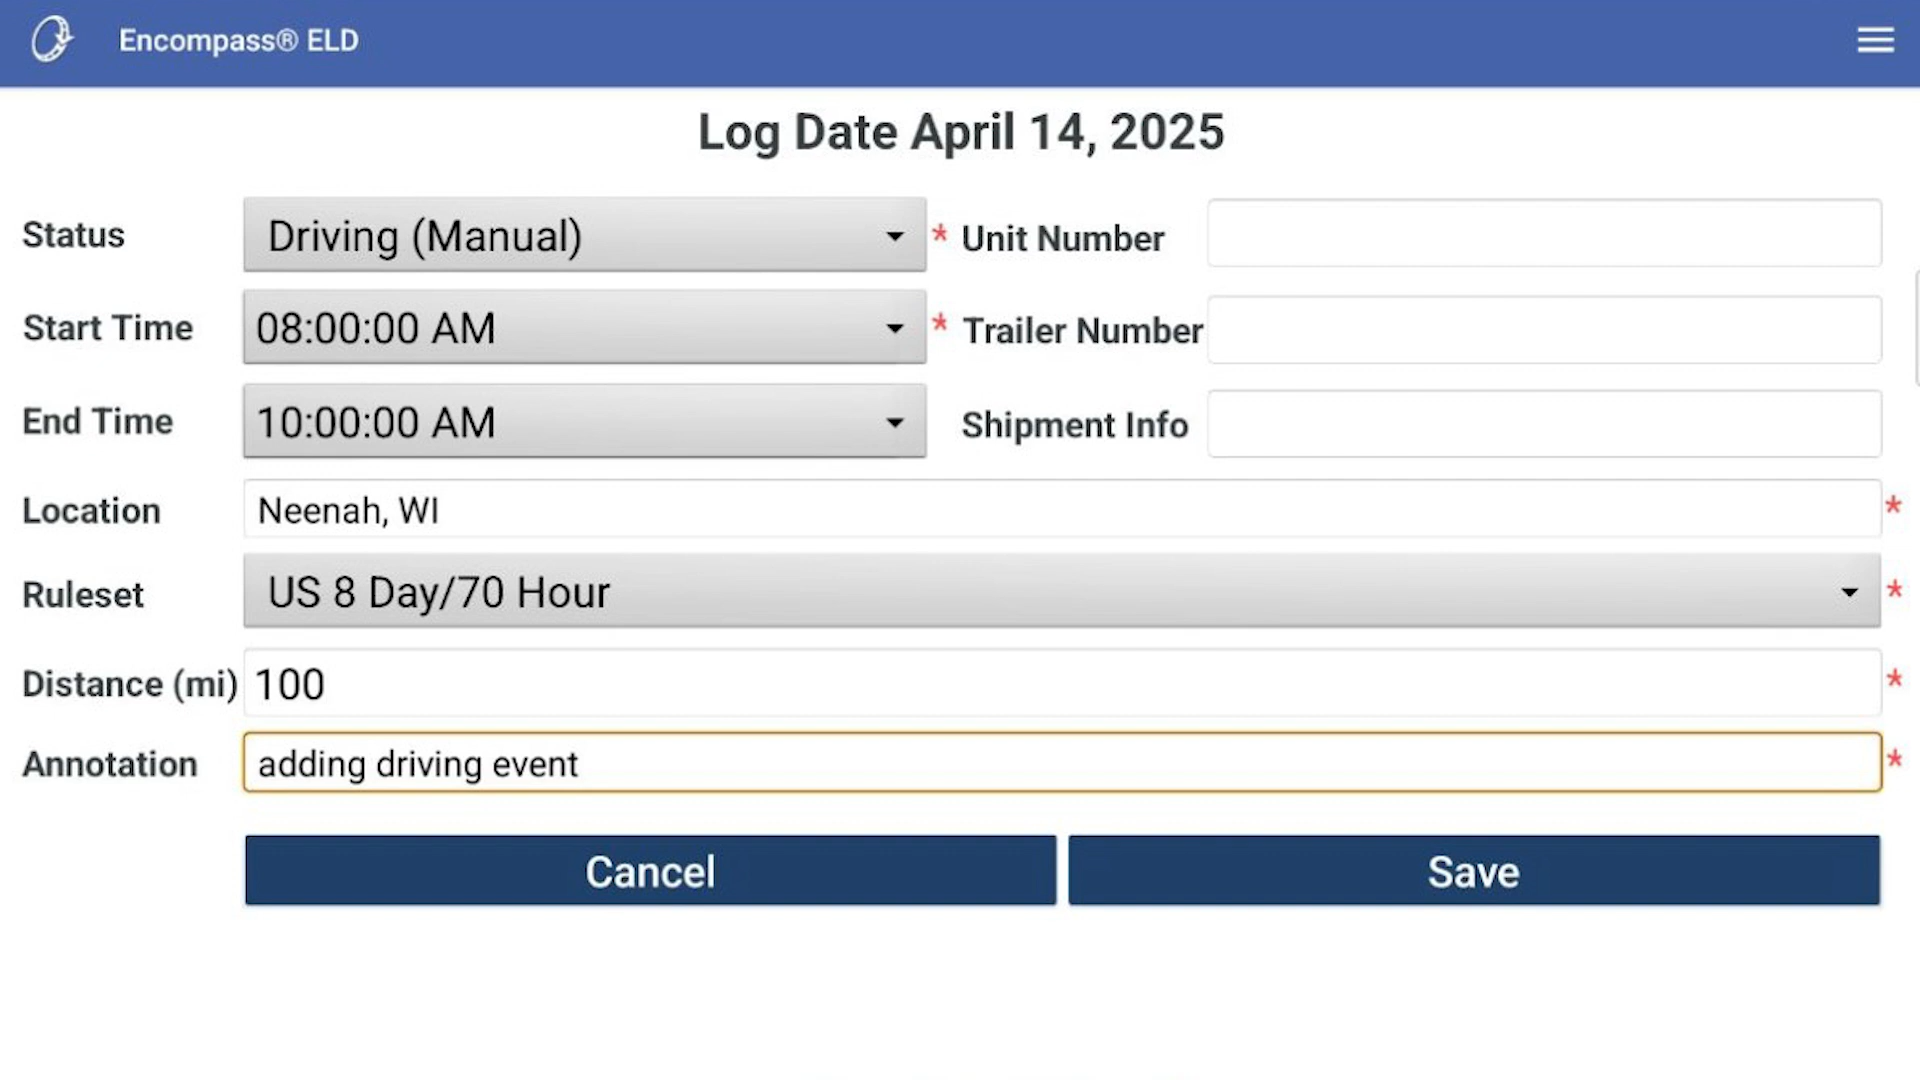 Encompass® ELD
Log Date April 14, 2025
Status Driving (Manual) * Unit Number
Start Time 08:00:00 AM * Trailer Number
End Time 10:00:00 AM Shipment Info
Location Neenah, WI *
Ruleset US 8 Day/70 Hour *
Distance (mi) 100 *
Annotation adding driving event *
Cancel Save